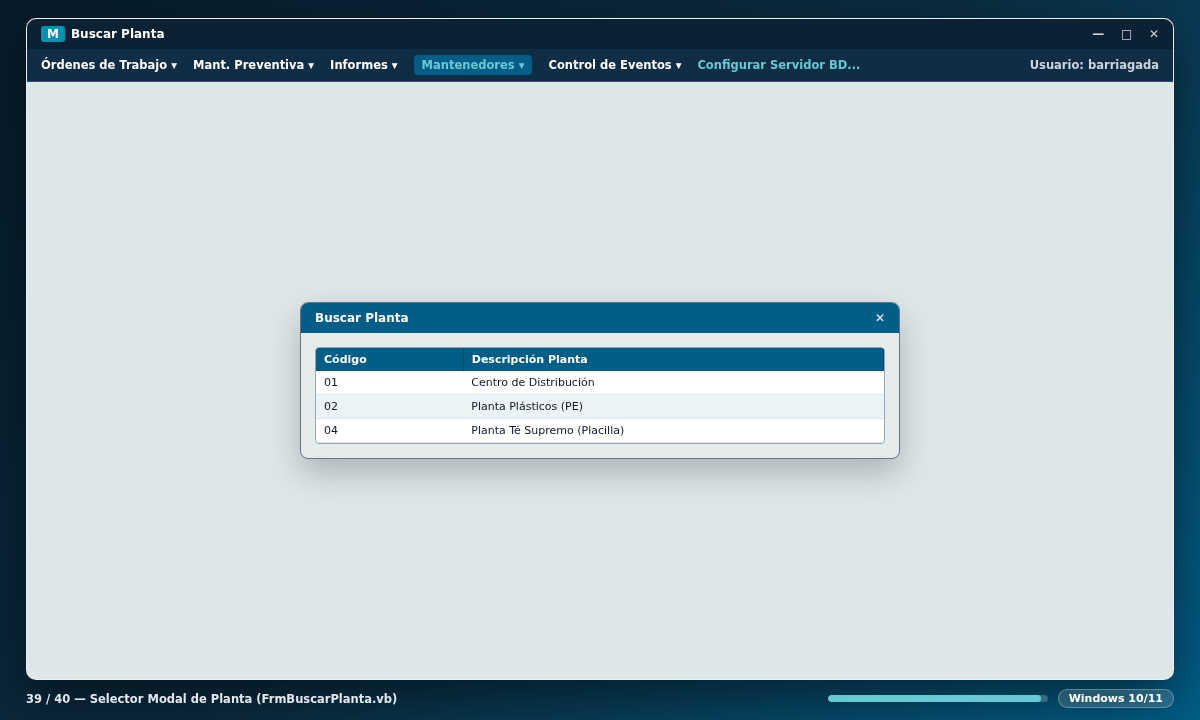 M Buscar Planta — □ ✕
Órdenes de Trabajo ▾ Mant. Preventiva ▾ Informes ▾ Mantenedores ▾ Control de Eventos ▾ Configurar Servidor BD... Usuario: barriagada
Buscar Planta ✕
Código Descripción Planta
01 Centro de Distribución
02 Planta Plásticos (PE)
04 Planta Té Supremo (Placilla)
39 / 40 — Selector Modal de Planta (FrmBuscarPlanta.vb) Windows 10/11